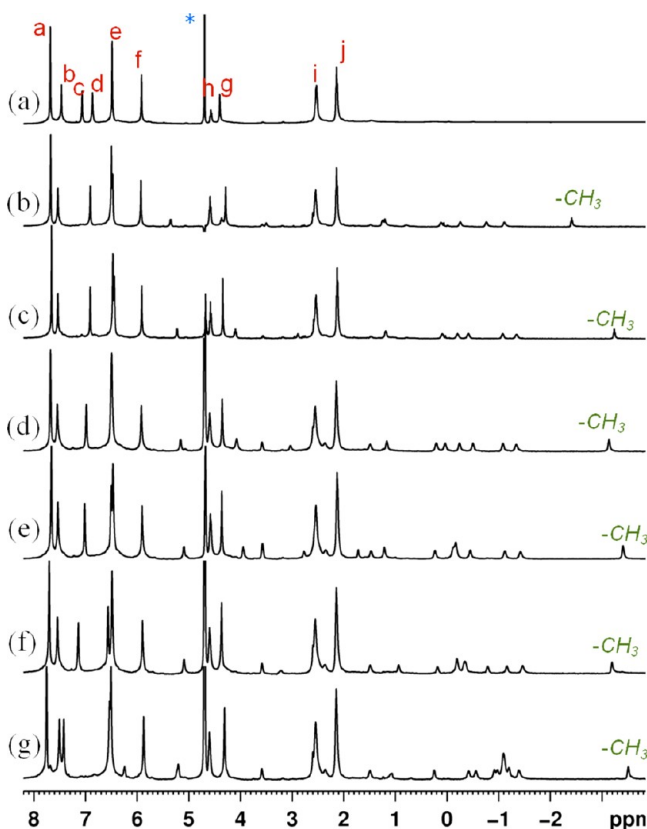 a b c d e f * h g i j
(a)
(b) -CH3
(c) -CH3
(d) -CH3
(e) -CH3
(f) -CH3
(g) -CH3
8 7 6 5 4 3 2 1 0 −1 −2 ppm